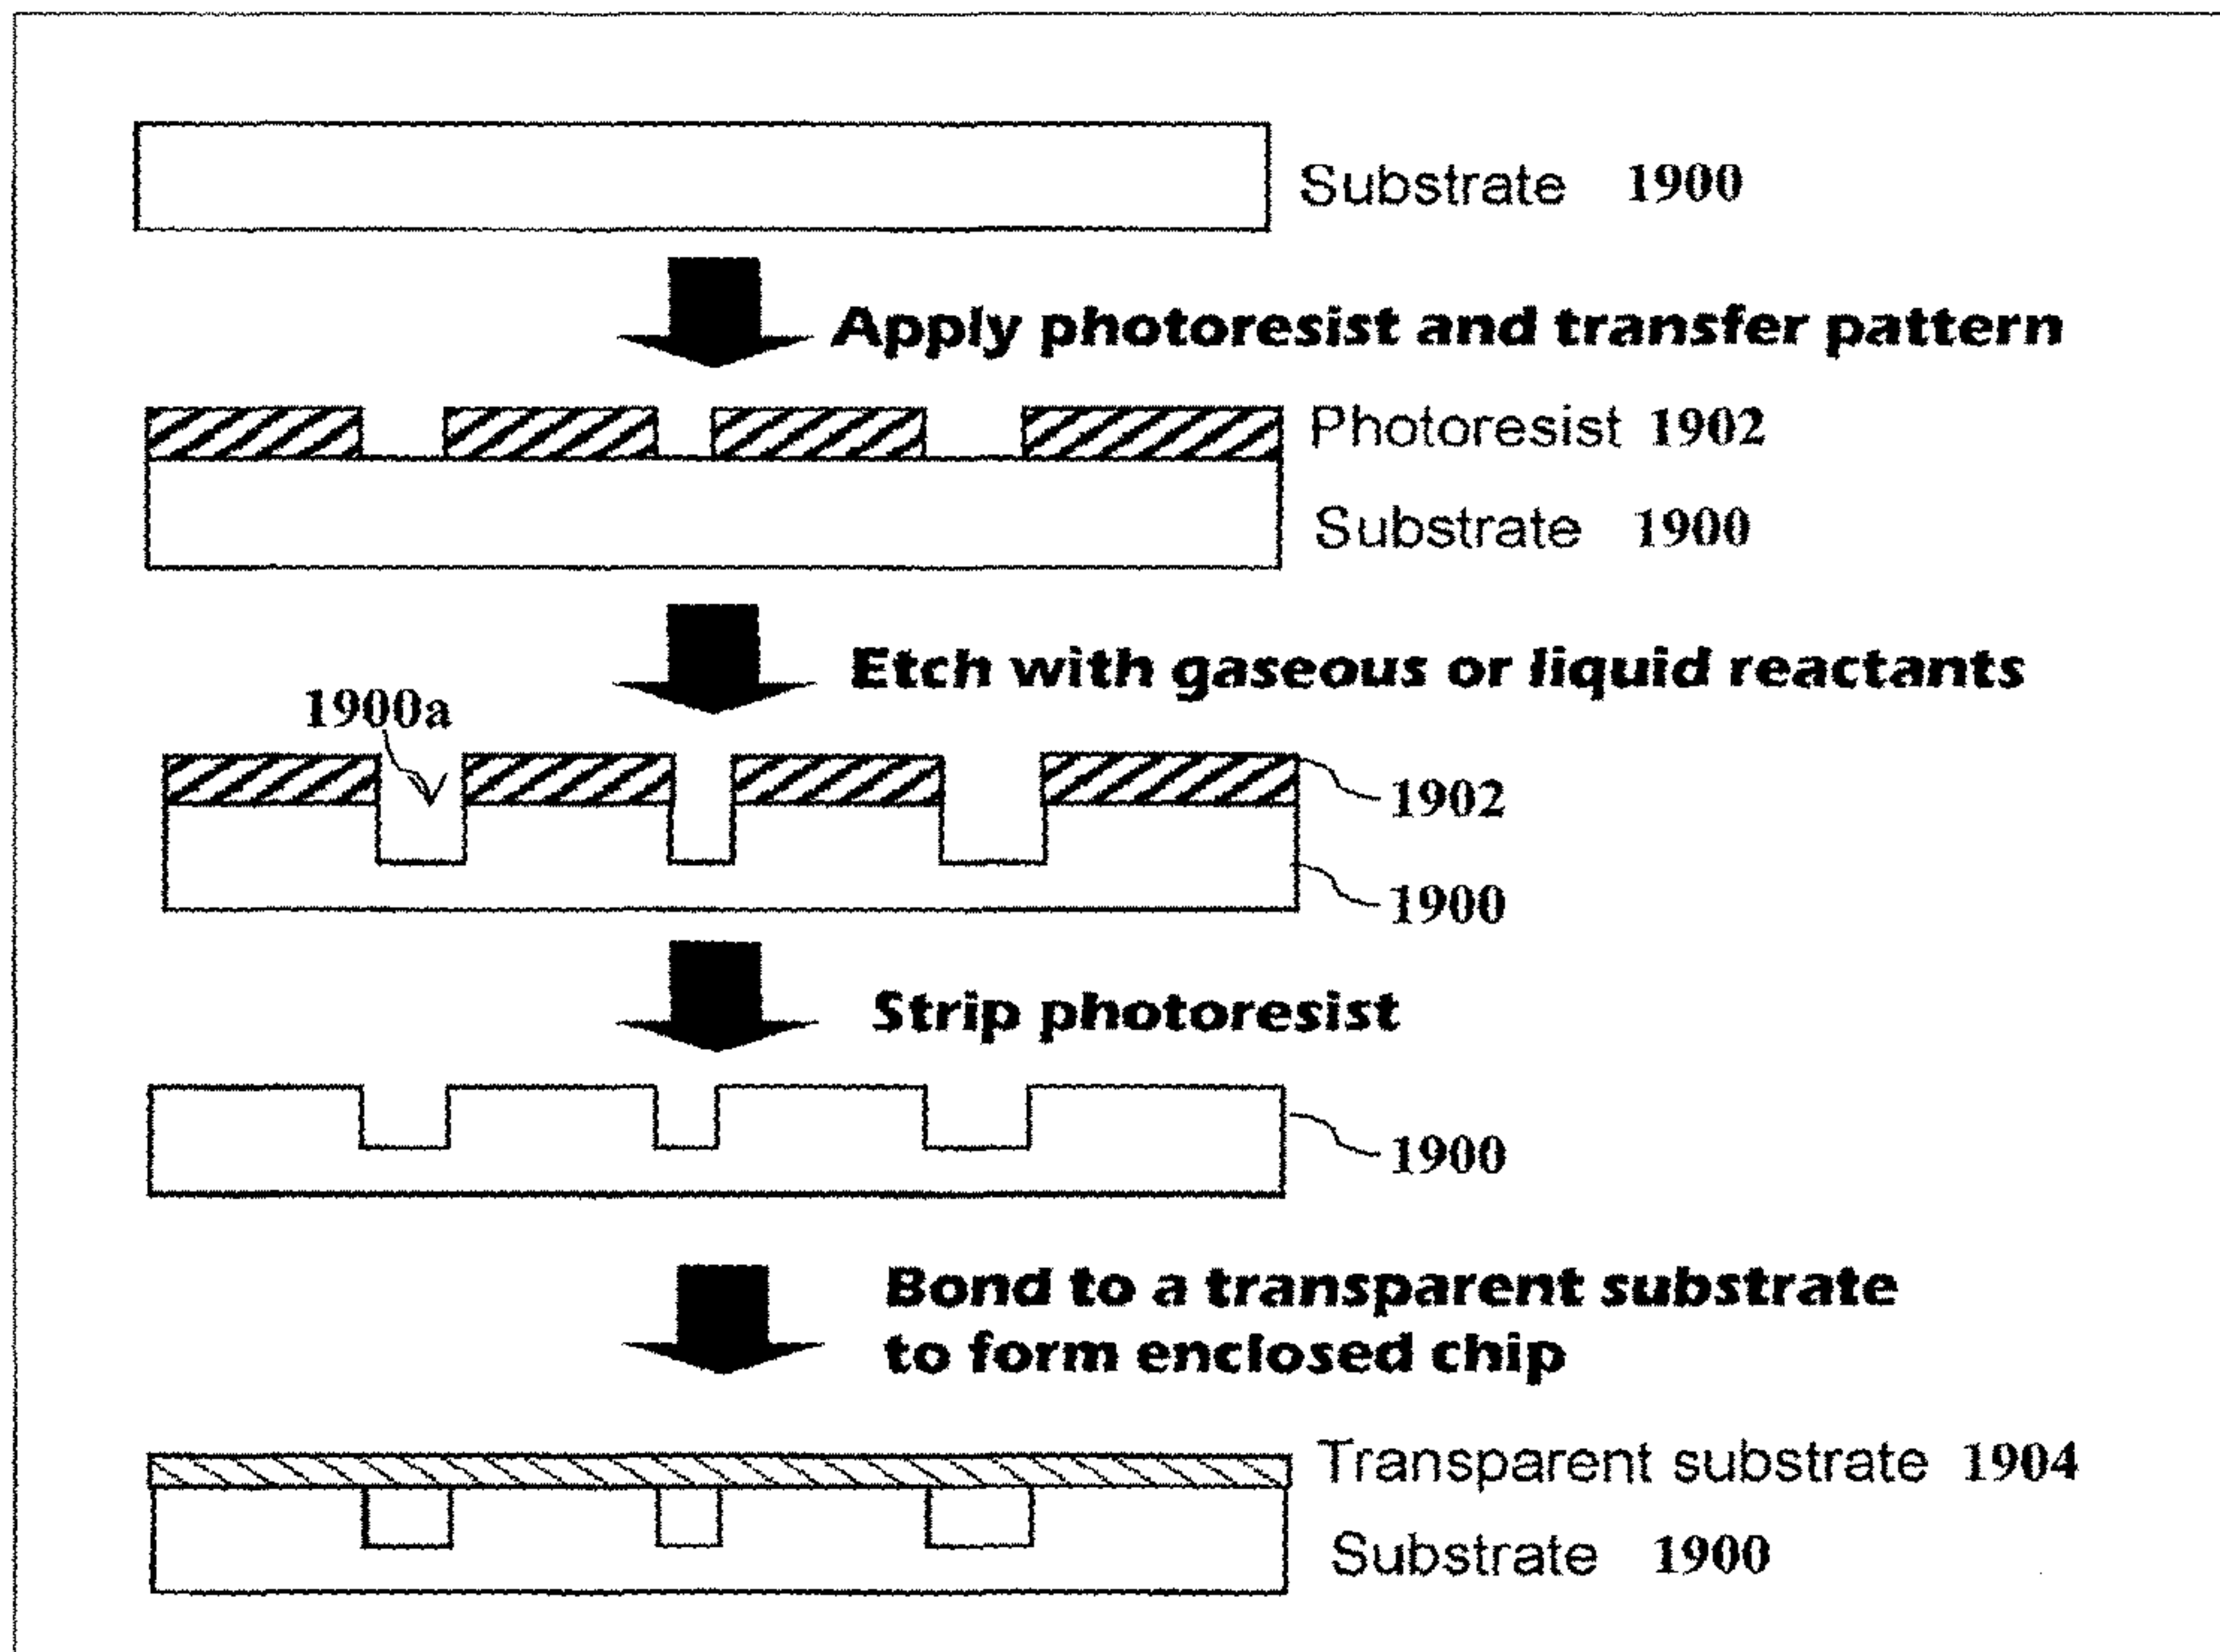 Substrate 1900
Apply photoresist and transfer pattern
Photoresist 1902
Substrate 1900
Etch with gaseous or liquid reactants
1900a
1902
1900
Strip photoresist
1900
Bond to a transparent substrate
to form enclosed chip
Transparent substrate 1904
Substrate 1900